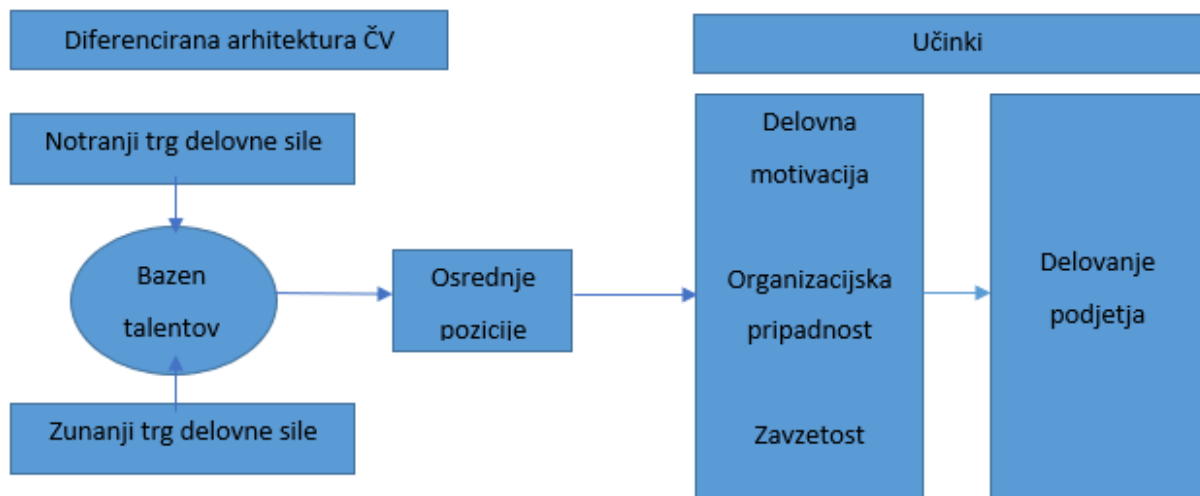 Diferencirana arhitektura ČV
Učinki
Notranji trg delovne sile
Bazen
talentov
Zunanji trg delovne sile
Osrednje
pozicije
Delovna
motivacija
Organizacijska
pripadnost
Zavzetost
Delovanje
podjetja